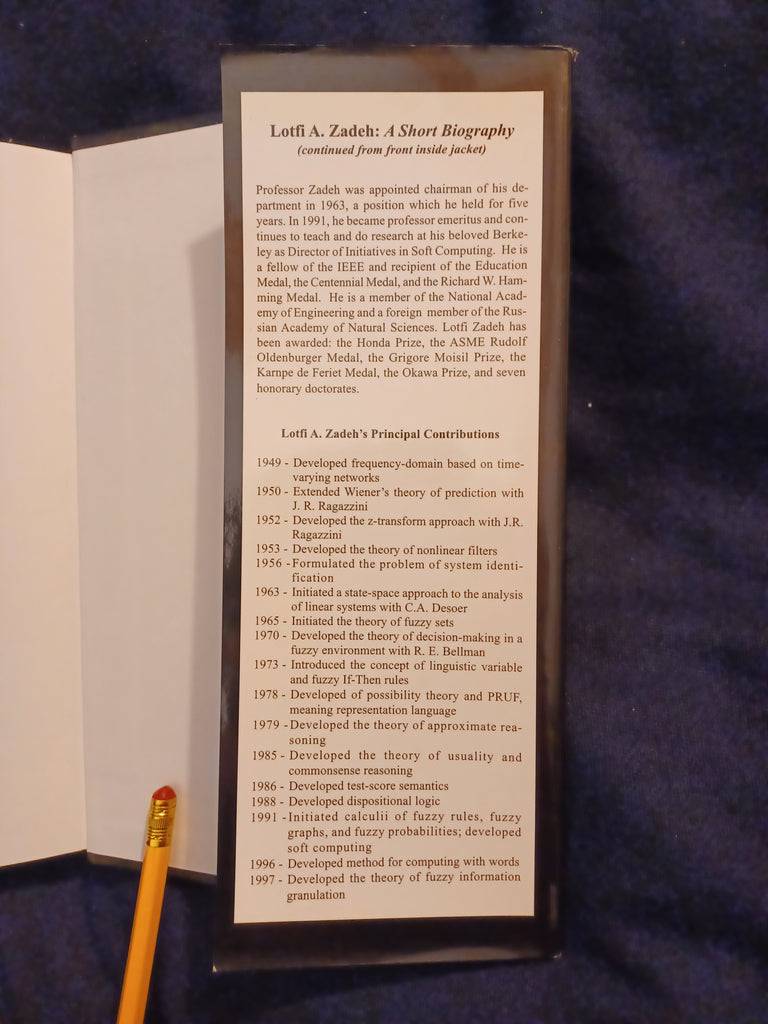 Lotfi A. Zadeh: A Short Biography
(continued from front inside jacket)
Professor Zadeh was appointed chairman of his de-
partment in 1963, a position which he held for five
years. In 1991, he became professor emeritus and con-
tinues to teach and do research at his beloved Berke-
ley as Director of Initiatives in Soft Computing. He is
a fellow of the IEEE and recipient of the Education
Medal, the Centennial Medal, and the Richard W. Ham-
ming Medal. He is a member of the National Acad-
emy of Engineering and a foreign member of the Rus-
sian Academy of Natural Sciences. Lotfi Zadeh has
been awarded: the Honda Prize, the ASME Rudolf
Oldenburger Medal, the Grigore Moisil Prize, the
Kampe de Feriet Medal, the Okawa Prize, and seven
honorary doctorates.
Lotfi A. Zadeh's Principal Contributions
1949 - Developed frequency-domain based on time-
varying networks
1950 - Extended Wiener's theory of prediction with
J. R. Ragazzini
1952 - Developed the z-transform approach with J.R.
Ragazzini
1953 - Developed the theory of nonlinear filters
1956 - Formulated the problem of system identi-
fication
1963 - Initiated a state-space approach to the analysis
of linear systems with C.A. Desoer
1965 - Initiated the theory of fuzzy sets
1970 - Developed the theory of decision-making in a
fuzzy environment with R. E. Bellman
1973 - Introduced the concept of linguistic variable
and fuzzy If-Then rules
1978 - Developed of possibility theory and PRUF,
meaning representation language
1979 - Developed the theory of approximate rea-
soning
1985 - Developed the theory of usuality and
commonsense reasoning
1986 - Developed test-score semantics
1988 - Developed dispositional logic
1991 - Initiated calculii of fuzzy rules, fuzzy
graphs, and fuzzy probabilities; developed
soft computing
1996 - Developed method for computing with words
1997 - Developed the theory of fuzzy information
granulation